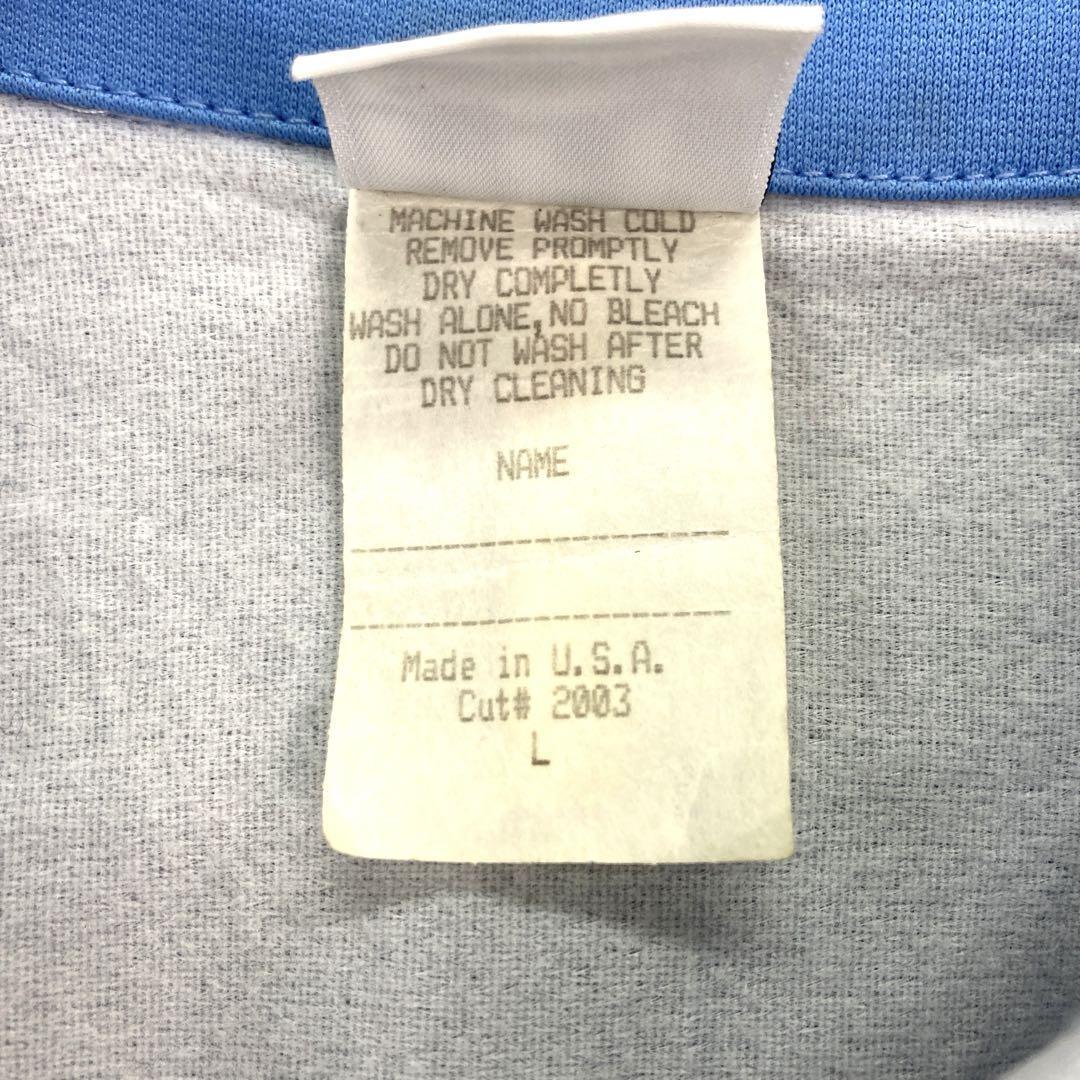 MACHINE WASH COLD
REMOVE PROMPTLY
DRY COMPLETLY
WASH ALONE,NO BLEACH
DO NOT WASH AFTER
DRY CLEANING
NAME
Made in U.S.A.
Cut# 2003
L